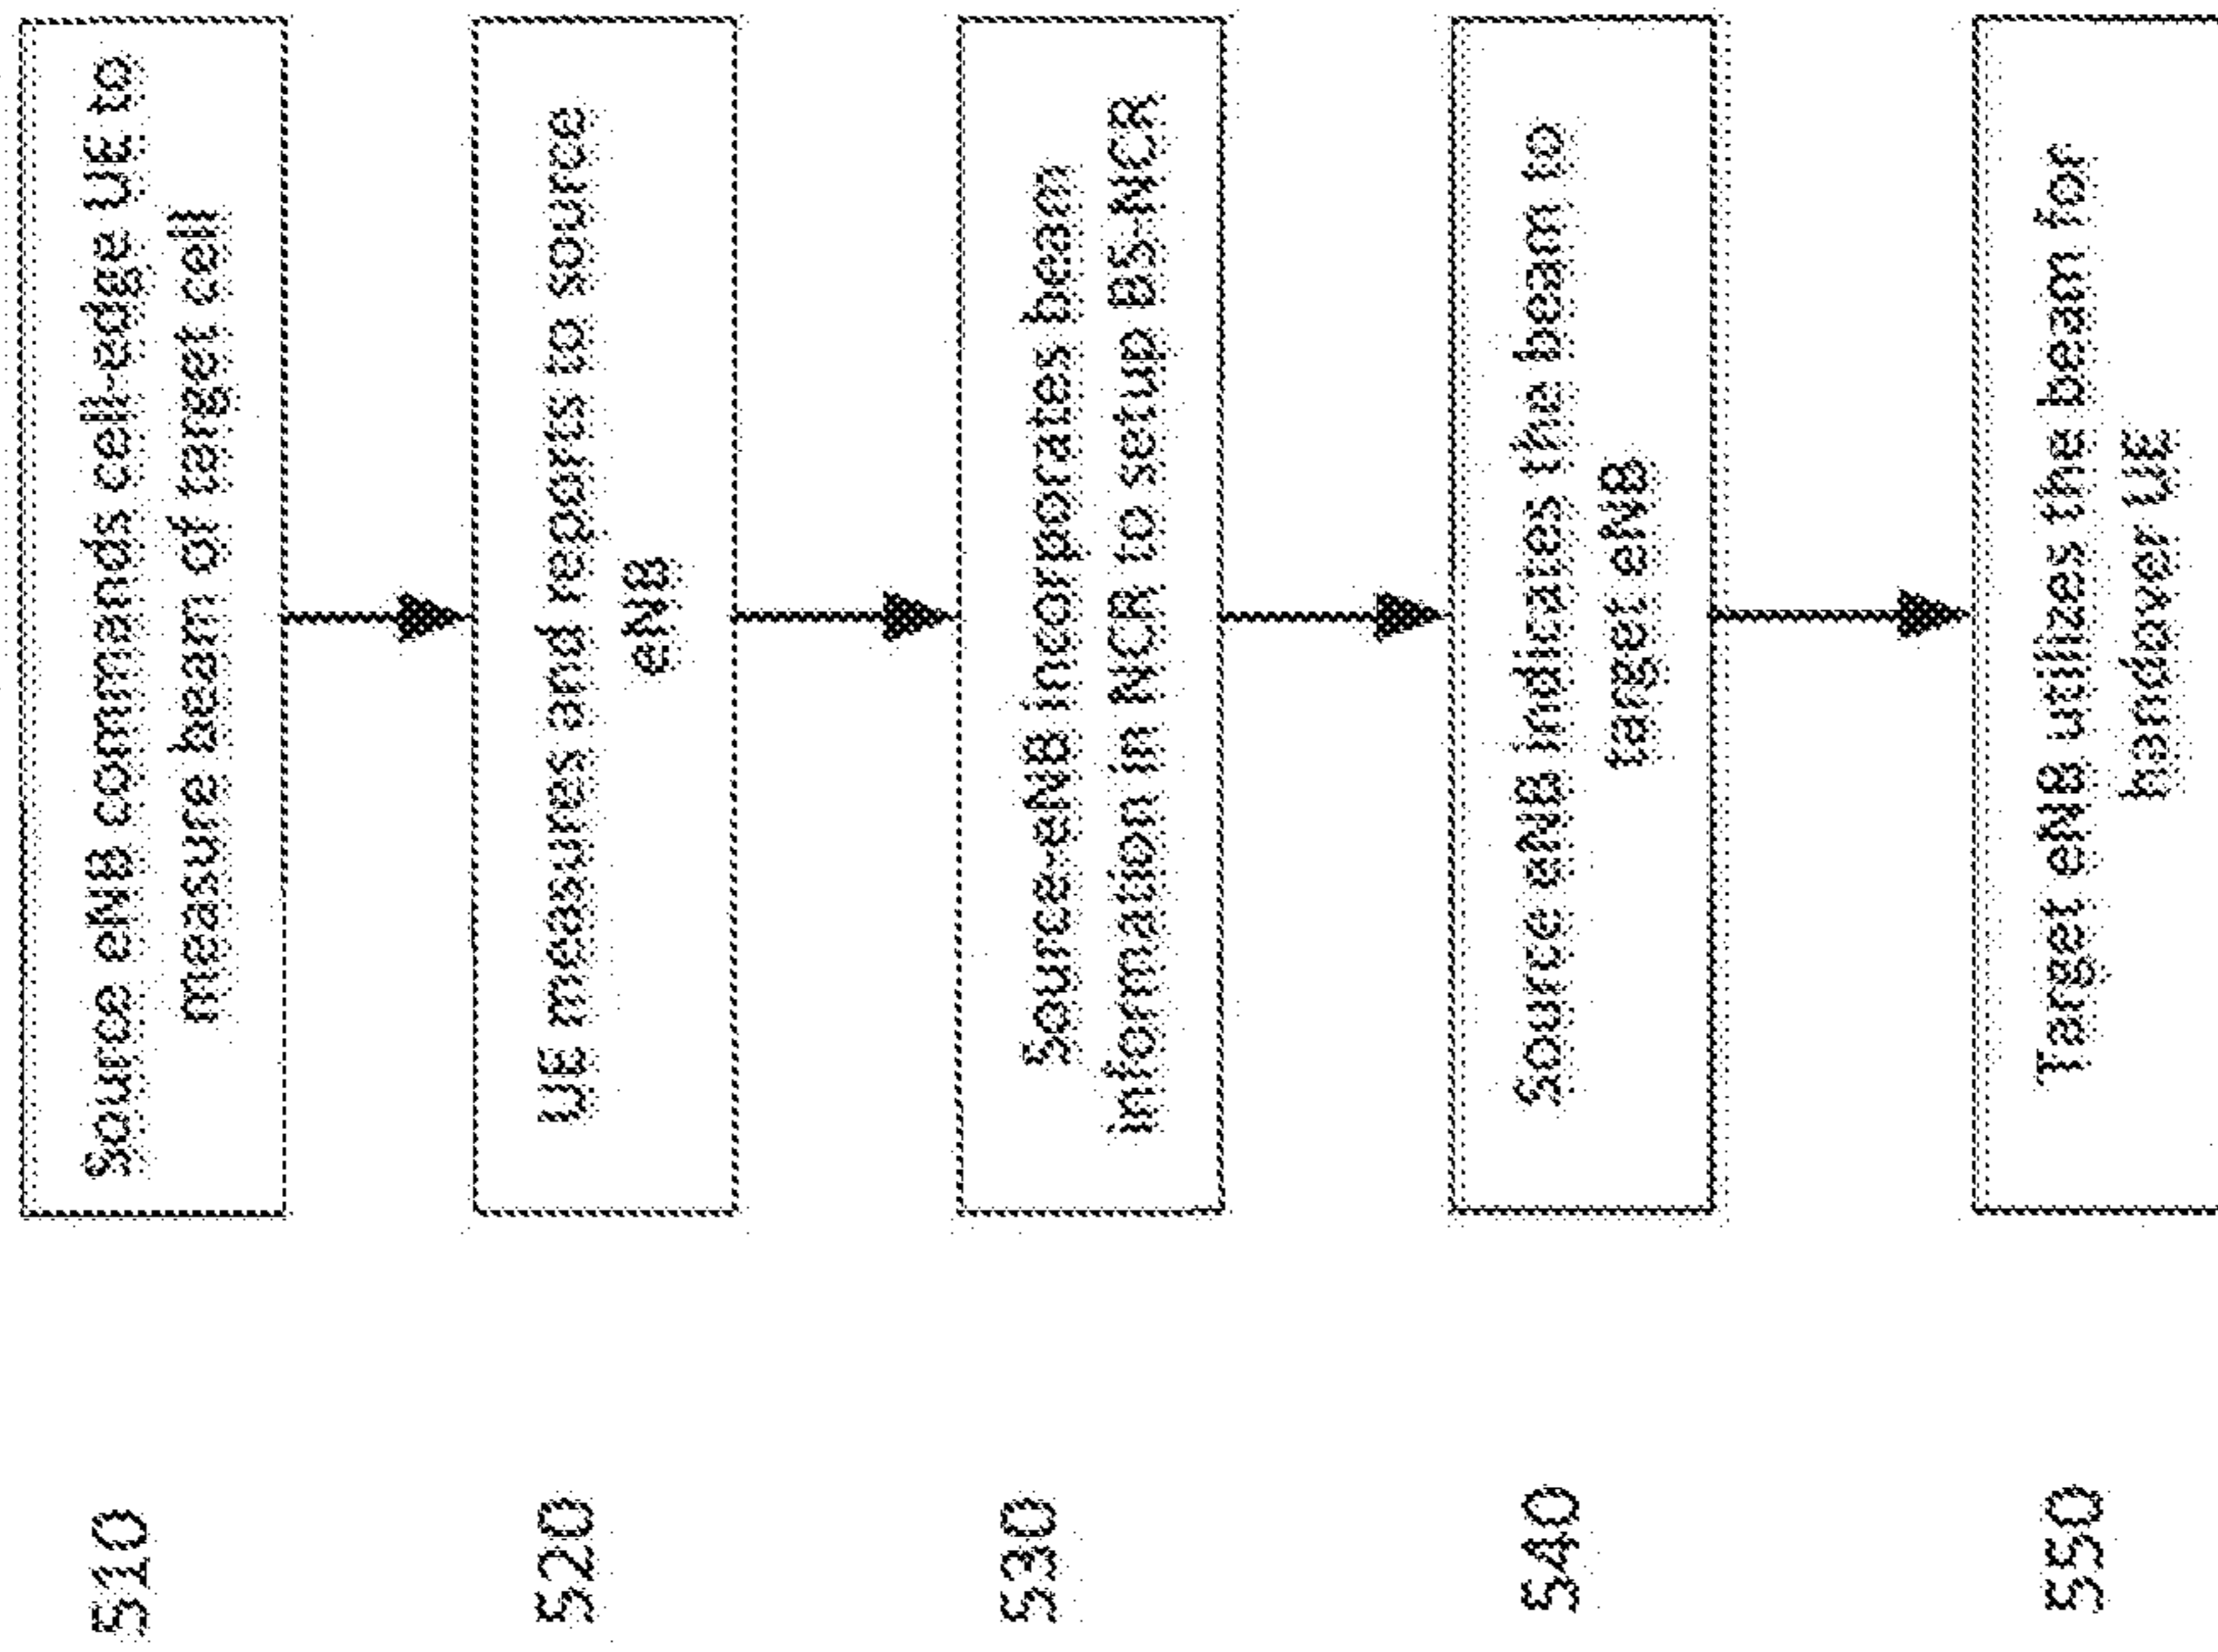 510
Source eNB commands cell-edge UE to
measure beam of target cell
520
UE measures and reports to source
eNB
530
Source-eNB incorporates beam
information in NCR to setup BS-NCR
540
Source eNB indicates the beam to
target eNB
550
Target eNB utilizes the beam for
handover UE